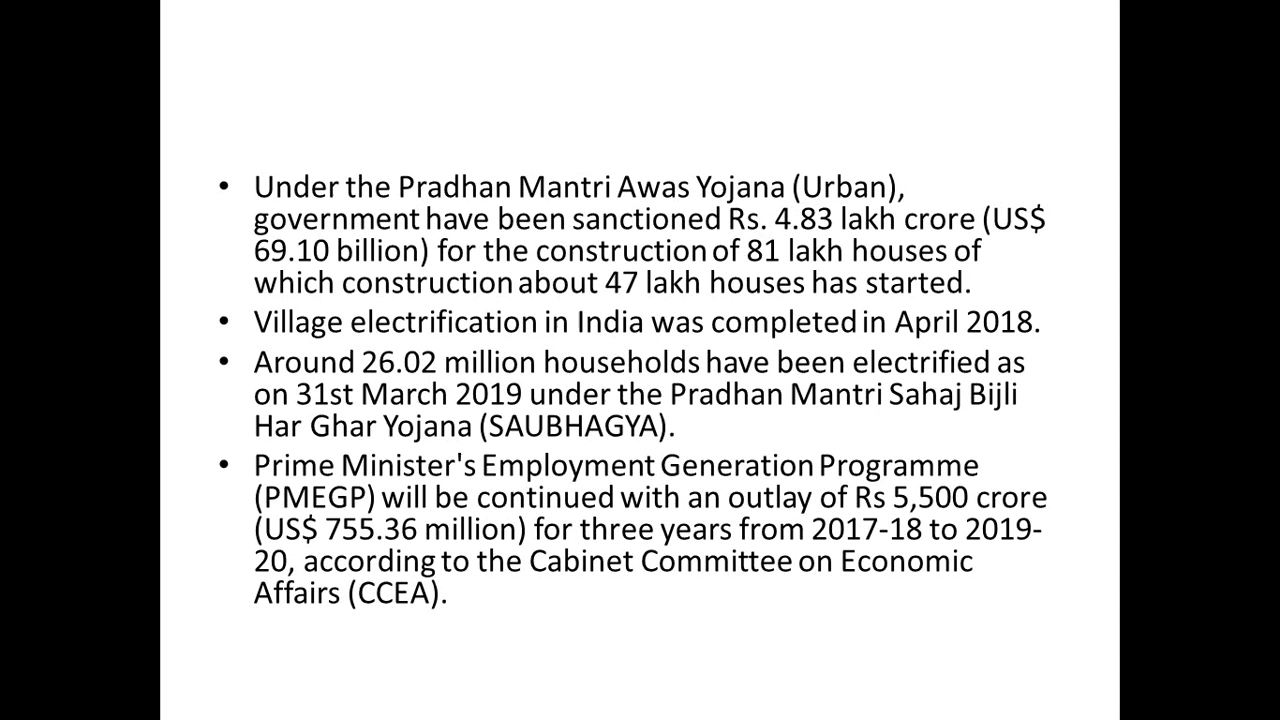 • Under the Pradhan Mantri Awas Yojana (Urban),
government have been sanctioned Rs. 4.83 lakh crore (US$
69.10 billion) for the construction of 81 lakh houses of
which construction about 47 lakh houses has started.
• Village electrification in India was completed in April 2018.
• Around 26.02 million households have been electrified as
on 31st March 2019 under the Pradhan Mantri Sahaj Bijli
Har Ghar Yojana (SAUBHAGYA).
• Prime Minister's Employment Generation Programme
(PMEGP) will be continued with an outlay of Rs 5,500 crore
(US$ 755.36 million) for three years from 2017-18 to 2019-
20, according to the Cabinet Committee on Economic
Affairs (CCEA).